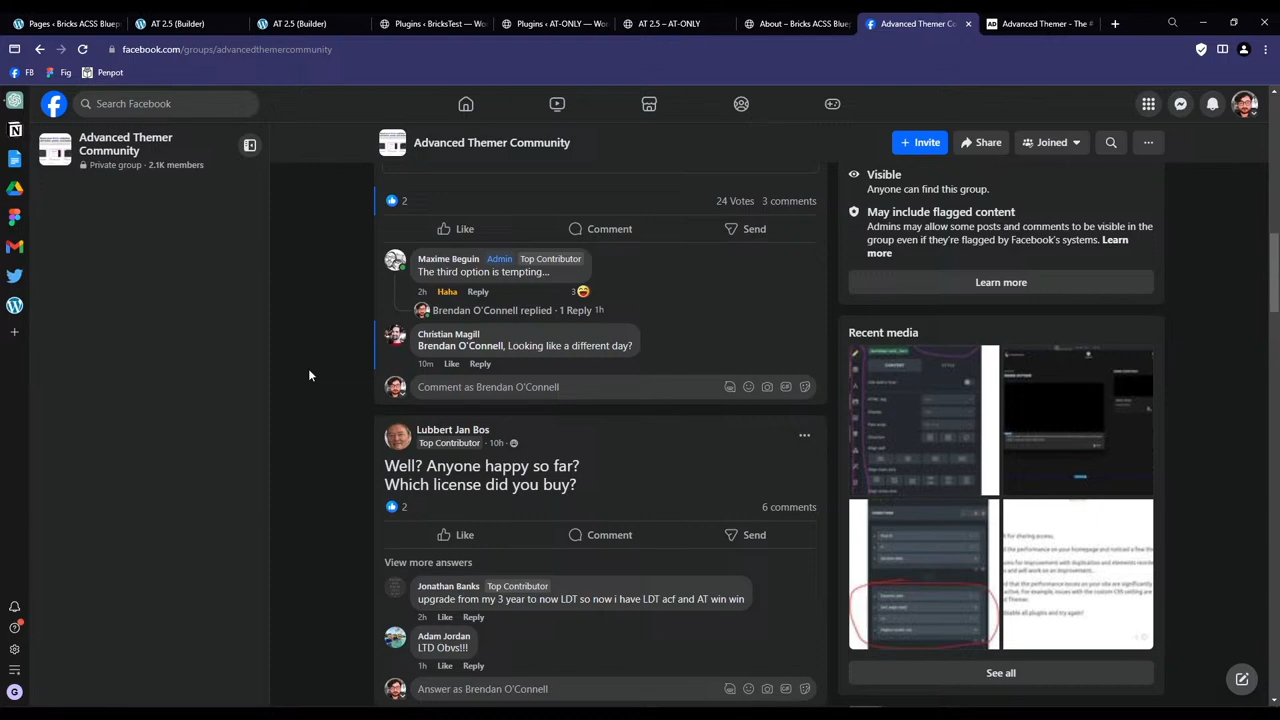 Pages ‹ Bricks ACSS Bluep
AT 2.5 (Builder)
AT 2.5 (Builder)
Plugins ‹ BricksTest — Wo
Plugins ‹ AT-ONLY — Wo
AT 2.5 – AT-ONLY
About – Bricks ACSS Blue
Advanced Themer Co
Advanced Themer - The #
facebook.com/groups/advancedthemercommunity
FB
Fig
Penpot
Search Facebook
Advanced Themer
Community
Private group · 2.1K members
Advanced Themer Community
+ Invite
Share
Joined
Visible
Anyone can find this group.
May include flagged content
Admins may allow some posts and comments to be visible in the
group even if they're flagged by Facebook's systems. Learn
more
Learn more
2
24 Votes 3 comments
Like
Comment
Send
Maxime Beguin Admin Top Contributor
The third option is tempting...
2h Haha Reply 3
Brendan O'Connell replied · 1 Reply 1h
Christian Magill
Brendan O'Connell, Looking like a different day?
10m Like Reply
Comment as Brendan O'Connell
Recent media
Lubbert Jan Bos
Top Contributor · 10h ·
Well? Anyone happy so far?
Which license did you buy?
2
6 comments
Like
Comment
Send
View more answers
Jonathan Banks Top Contributor
upgrade from my 3 year to now LDT so now i have LDT acf and AT win win
2h Like Reply
Adam Jordan
LTD Obvs!!!
1h Like Reply
Answer as Brendan O'Connell
CONTENT
STYLE
for sharing access,
See all
G